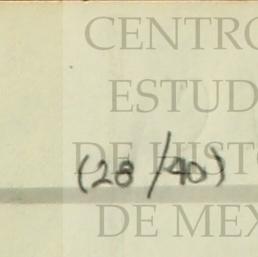 CENTRO
ESTUD
DE HISTO
(28/40)
DE MEX